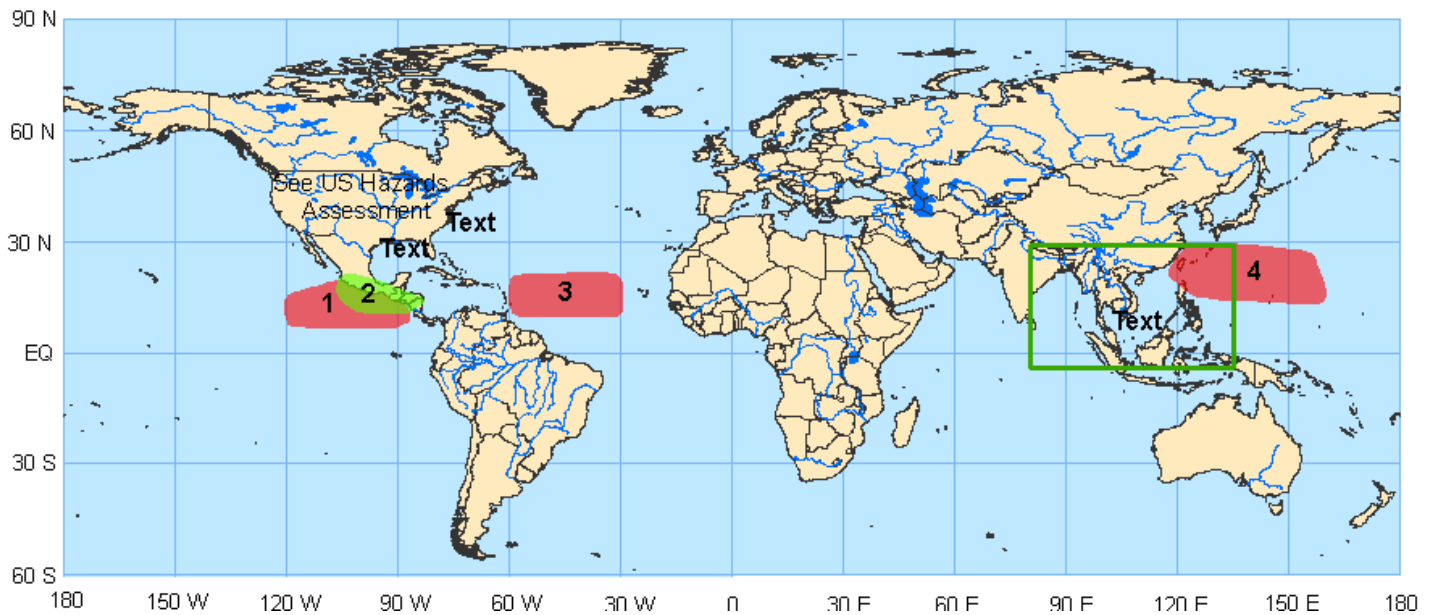 90 N
60 N
See US Hazards
Assessment
Text
Text
30 N
1
2
3
4
Text
EQ
30 S
60 S
180
150 W
120 W
90 W
60 W
30 W
0
30 E
60 E
90 E
120 E
150 E
180